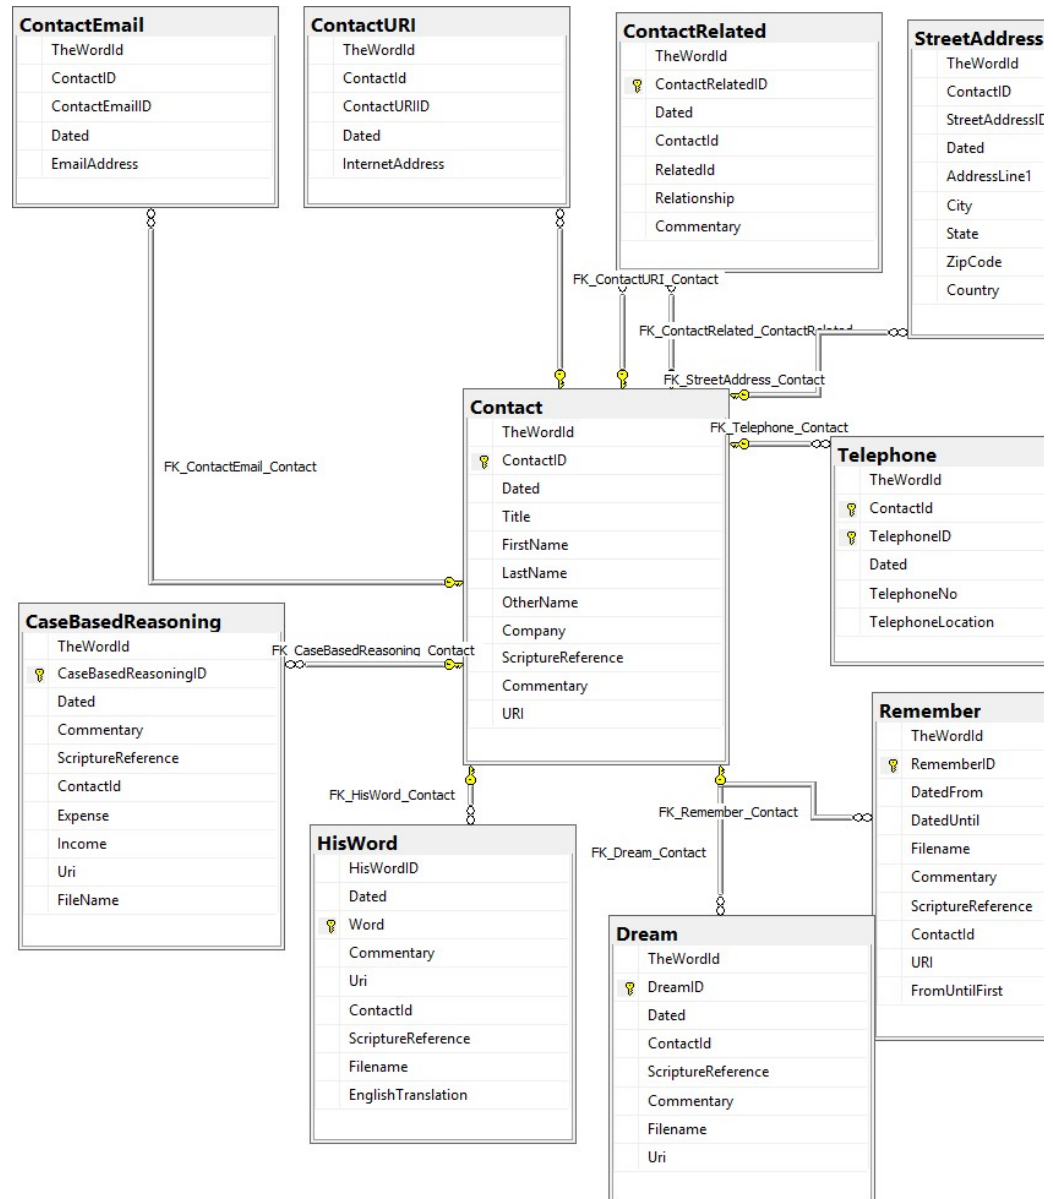 ContactEmail
TheWordId
ContactID
ContactEmailID
Dated
EmailAddress
ContactURI
TheWordId
ContactId
ContactURIID
Dated
InternetAddress
ContactRelated
TheWordId
ContactRelatedID
Dated
ContactId
RelatedId
Relationship
Commentary
StreetAddress
TheWordId
ContactID
StreetAddressID
Dated
AddressLine1
City
State
ZipCode
Country
FK_ContactURI_Contact
FK_ContactRelated_ContactRelated
FK_StreetAddress_Contact
FK_Telephone_Contact
FK_ContactEmail_Contact
Contact
TheWordId
ContactID
Dated
Title
FirstName
LastName
OtherName
Company
ScriptureReference
Commentary
URI
Telephone
TheWordId
ContactId
TelephoneID
Dated
TelephoneNo
TelephoneLocation
CaseBasedReasoning
TheWordId
CaseBasedReasoningID
Dated
Commentary
ScriptureReference
ContactId
Expense
Income
Uri
FileName
FK_CaseBasedReasoning_Contact
FK_HisWord_Contact
FK_Remember_Contact
FK_Dream_Contact
Remember
TheWordId
RememberID
DatedFrom
DatedUntil
Filename
Commentary
ScriptureReference
ContactId
URI
FromUntilFirst
HisWord
HisWordID
Dated
Word
Commentary
Uri
ContactId
ScriptureReference
Filename
EnglishTranslation
Dream
TheWordId
DreamID
Dated
ContactId
ScriptureReference
Commentary
Filename
Uri